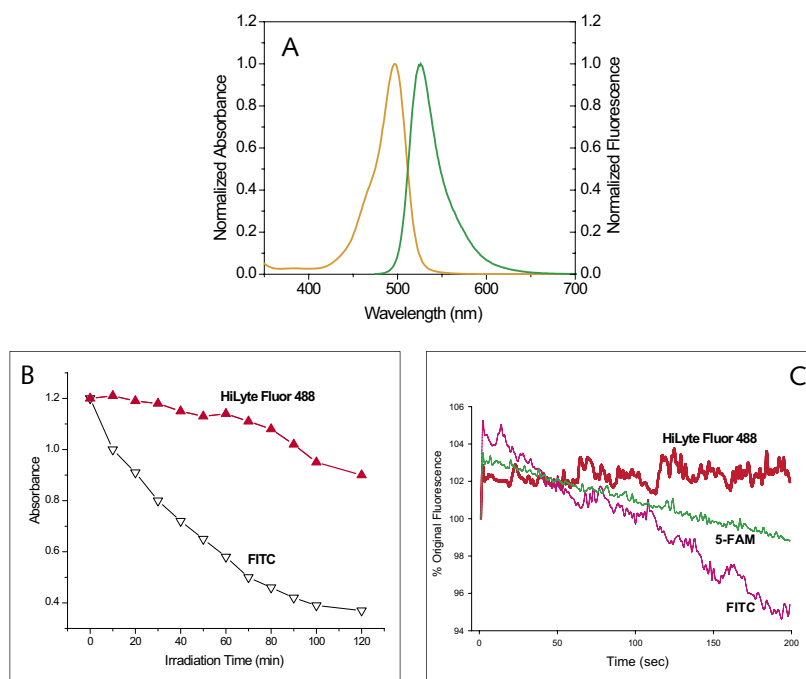 A
Normalized Absorbance
1.2
1.0
0.8
0.6
0.4
0.2
0.0
1.2
1.0
0.8
0.6
0.4
0.2
0.0
Normalized Fluorescence
400 500 600 700
Wavelength (nm)
B
HiLyte Fluor 488
FITC
Absorbance
1.2
1.0
0.8
0.6
0.4
0 20 40 60 80 100 120
Irradiation Time (min)
C
HiLyte Fluor 488
5-FAM
FITC
% Original Fluorescence
106
104
102
100
98
96
94
0 50 100 150 200
Time (sec)